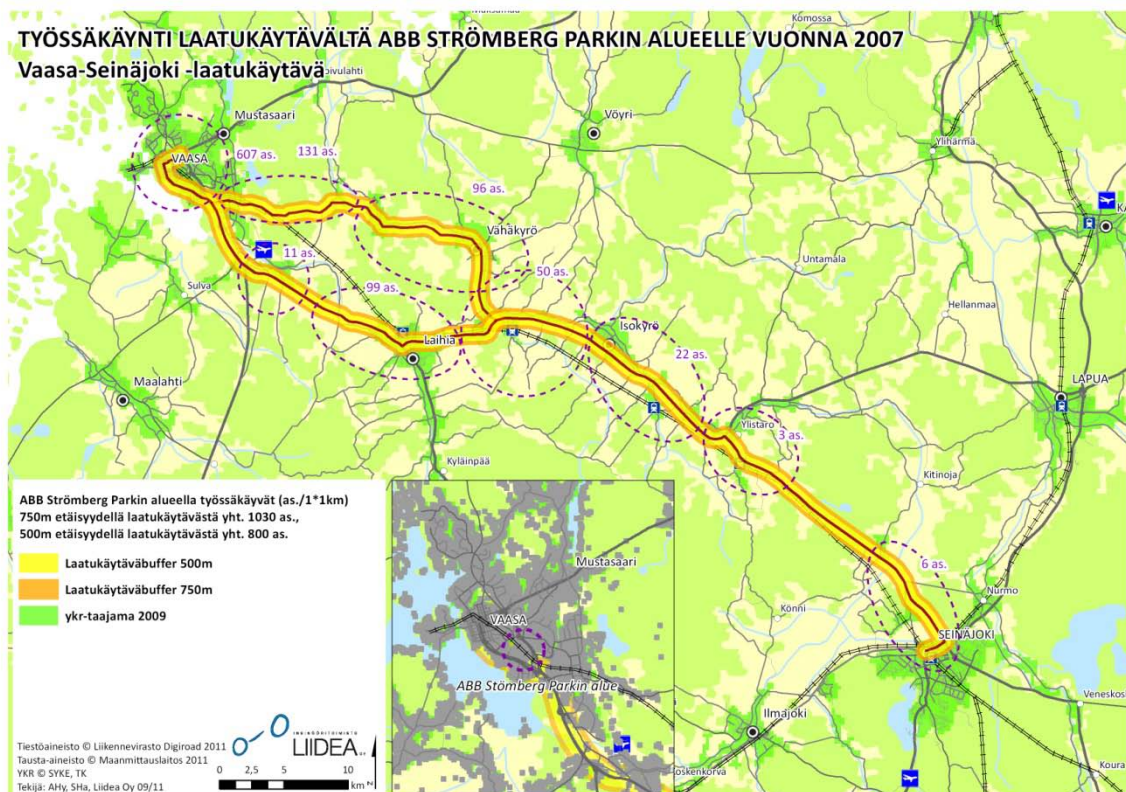 TYÖSSÄKÄYNTI LAATUKÄYTÄVÄLTÄ ABB STRÖMBERG PARKIN ALUEELLE VUONNA 2007
Vaasa-Seinäjoki -laatukäytävä
Komossa
Mustasaari
Vöyri
Ylihärmä
VAASA
607 as.
131 as.
96 as.
Vähäkyrö
11 as.
50 as.
Untamala
Sulva
99 as.
Hellanmaa
Isokyrö
Laihia
22 as.
LAPUA
Maalahti
Ylistaro
3 as.
Kyläinpää
Kitinoja
6 as.
Nurmo
Könni
SEINÄJOKI
Ilmajoki
Koura
ABB Strömberg Parkin alueella työssäkäyvät (as./1*1km)
750m etäisyydellä laatukäytävästä yht. 1030 as.,
500m etäisyydellä laatukäytävästä yht. 800 as.
Laatukäytäväbuffer 500m
Laatukäytäväbuffer 750m
ykr-taajama 2009
Mustasaari
VAASA
ABB Stömberg Parkin alue
Tiestöaineisto © Liikennevirasto Digiroad 2011
Tausta-aineisto © Maanmittauslaitos 2011
YKR © SYKE, TK
Tekijä: AHy, SHa, Liidea Oy 09/11
INSINÖÖRITOIMISTO
LIIDEA
0 2,5 5 10
km
N